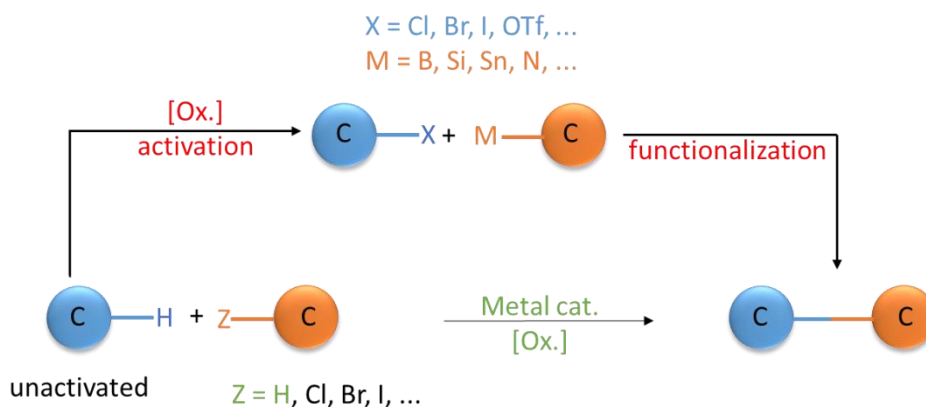 X = Cl, Br, I, OTf, ...
M = B, Si, Sn, N, ...
[Ox.]
activation
C X + M C
functionalization
C H + Z C
Metal cat.
[Ox.]
C C
unactivated
Z = H, Cl, Br, I, ...